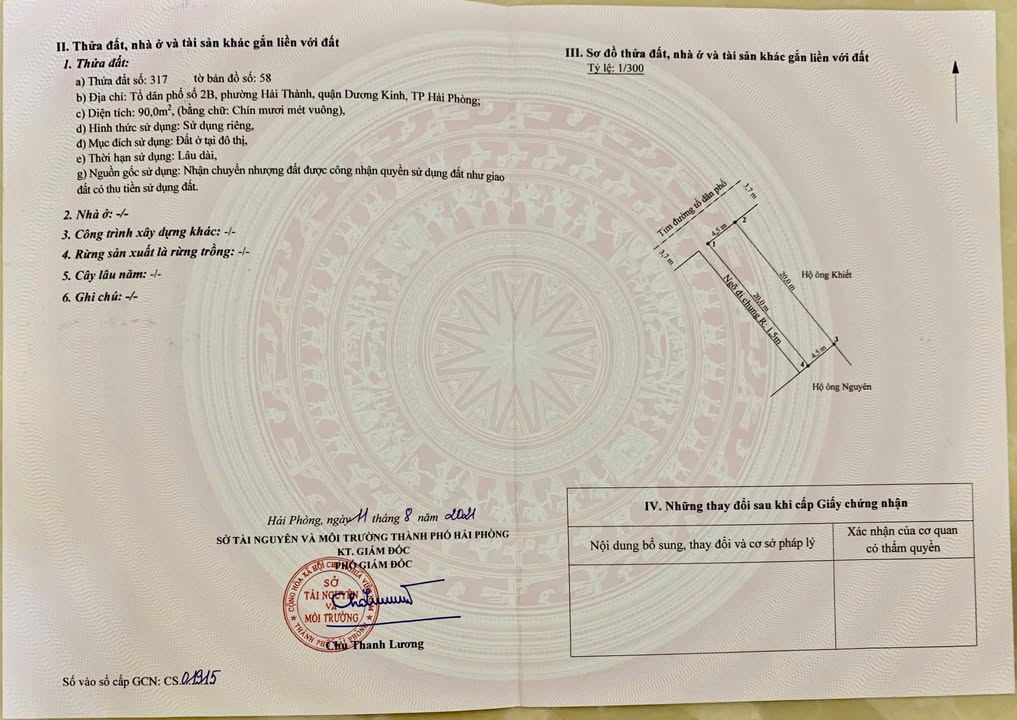 II. Thửa đất, nhà ở và tài sản khác gắn liền với đất
1. Thửa đất:
a) Thửa đất số: 317 tờ bản đồ số: 58
b) Địa chỉ: Tổ dân phố số 2B, phường Hải Thành, quận Dương Kinh, TP Hải Phòng;
c) Diện tích: 90,0m², (bằng chữ: Chín mươi mét vuông),
d) Hình thức sử dụng: Sử dụng riêng,
đ) Mục đích sử dụng: Đất ở tại đô thị,
e) Thời hạn sử dụng: Lâu dài,
g) Nguồn gốc sử dụng: Nhận chuyển nhượng đất được công nhận quyền sử dụng đất như giao
đất có thu tiền sử dụng đất.
2. Nhà ở: -/-
3. Công trình xây dựng khác: -/-
4. Rừng sản xuất là rừng trồng: -/-
5. Cây lâu năm: -/-
6. Ghi chú: -/-
Hải Phòng, ngày 11 tháng 8 năm 2021
SỞ TÀI NGUYÊN VÀ MÔI TRƯỜNG THÀNH PHỐ HẢI PHÒNG
KT. GIÁM ĐỐC
PHÓ GIÁM ĐỐC
SỞ
TÀI NGUYÊN
VÀ
MÔI TRƯỜNG
Chu Thanh Lương
Số vào sổ cấp GCN: CS.01915
III. Sơ đồ thửa đất, nhà ở và tài sản khác gắn liền với đất
Tỷ lệ: 1/300
Tim đường tổ dân phố
3,7 m
3,7 m
4,5 m
1
2
20,0 m
20,0 m
Ngõ đi chung R: 1,5m
Hộ ông Khiết
3
4
4,5 m
Hộ ông Nguyên
IV. Những thay đổi sau khi cấp Giấy chứng nhận
Nội dung bổ sung, thay đổi và cơ sở pháp lý
Xác nhận của cơ quan
có thẩm quyền